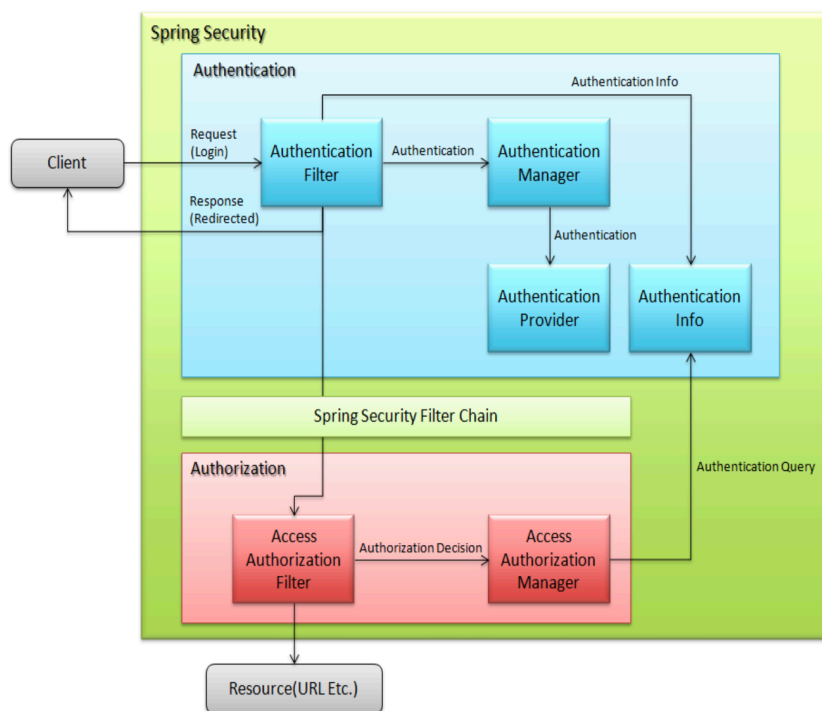 Spring Security
Authentication
Authentication Info
Request
(Login)
Client
Authentication
Filter
Authentication
Authentication
Manager
Response
(Redirected)
Authentication
Authentication
Provider
Authentication
Info
Spring Security Filter Chain
Authorization
Authentication Query
Access
Authorization
Filter
Authorization Decision
Access
Authorization
Manager
Resource(URL Etc.)